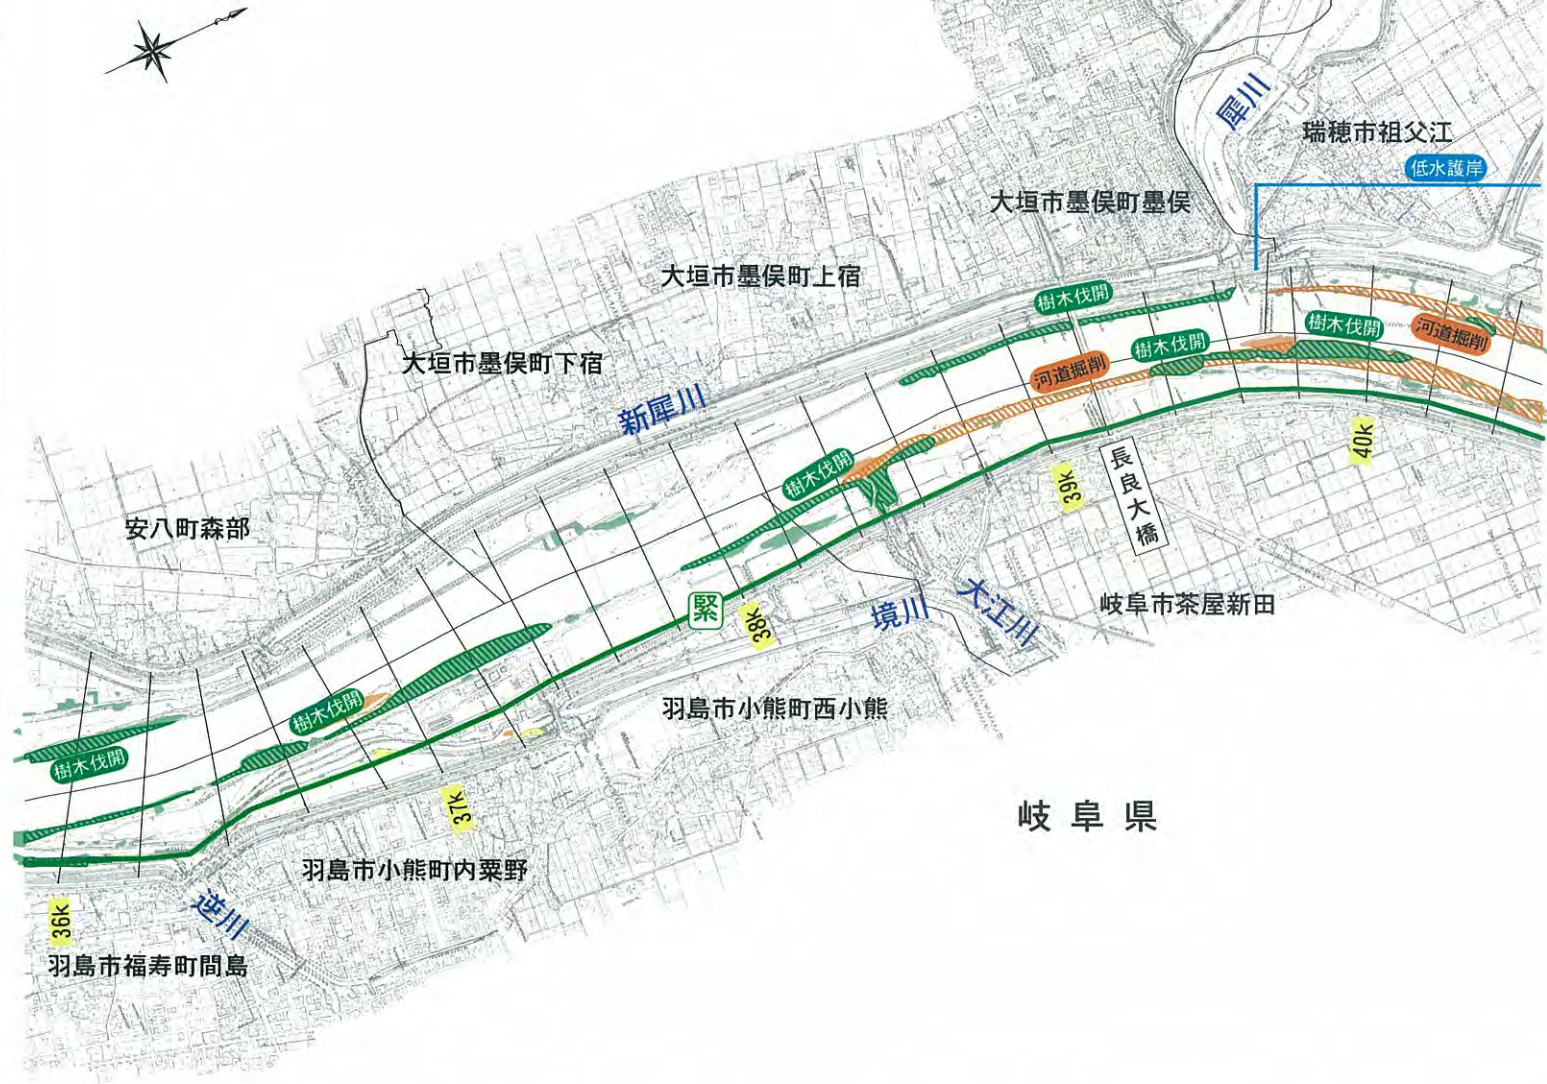 犀川
瑞穂市祖父江
低水護岸
大垣市墨俣町墨俣
大垣市墨俣町上宿
樹木伐開
樹木伐開
河道掘削
樹木伐開
河道掘削
大垣市墨俣町下宿
新犀川
40k
樹木伐開
39k
長良大橋
安八町森部
緊
38k
境川
大江川
岐阜市茶屋新田
樹木伐開
羽島市小熊町西小熊
樹木伐開
37k
岐阜県
羽島市小熊町内粟野
36k
逆川
羽島市福寿町間島